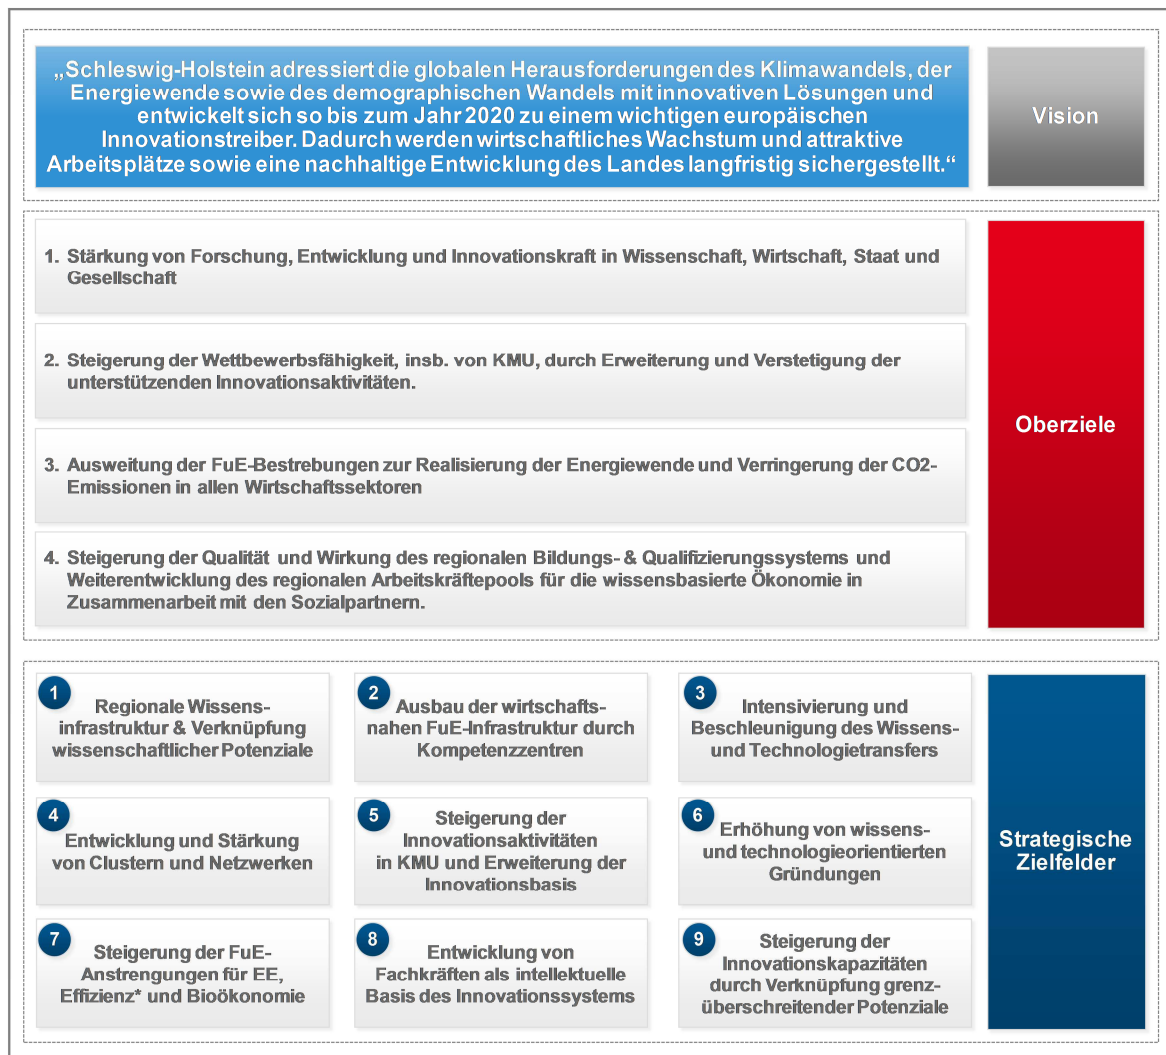 „Schleswig-Holstein adressiert die globalen Herausforderungen des Klimawandels, der
Energiewende sowie des demographischen Wandels mit innovativen Lösungen und
entwickelt sich so bis zum Jahr 2020 zu einem wichtigen europäischen
Innovationstreiber. Dadurch werden wirtschaftliches Wachstum und attraktive
Arbeitsplätze sowie eine nachhaltige Entwicklung des Landes langfristig sichergestellt.“
Vision
1. Stärkung von Forschung, Entwicklung und Innovationskraft in Wissenschaft, Wirtschaft, Staat und
Gesellschaft
2. Steigerung der Wettbewerbsfähigkeit, insb. von KMU, durch Erweiterung und Verstetigung der
unterstützenden Innovationsaktivitäten.
3. Ausweitung der FuE-Bestrebungen zur Realisierung der Energiewende und Verringerung der CO2-
Emissionen in allen Wirtschaftssektoren
4. Steigerung der Qualität und Wirkung des regionalen Bildungs- & Qualifizierungssystems und
Weiterentwicklung des regionalen Arbeitskräftepools für die wissensbasierte Ökonomie in
Zusammenarbeit mit den Sozialpartnern.
Oberziele
1
Regionale Wissens-
infrastruktur & Verknüpfung
wissenschaftlicher Potenziale
2
Ausbau der wirtschafts-
nahen FuE-Infrastruktur durch
Kompetenzzentren
3
Intensivierung und
Beschleunigung des Wissens-
und Technologietransfers
4
Entwicklung und Stärkung
von Clustern und Netzwerken
5
Steigerung der
Innovationsaktivitäten
in KMU und Erweiterung der
Innovationsbasis
6
Erhöhung von wissens-
und technologieorientierten
Gründungen
7
Steigerung der FuE-
Anstrengungen für EE,
Effizienz* und Bioökonomie
8
Entwicklung von
Fachkräften als intellektuelle
Basis des Innovationssystems
9
Steigerung der
Innovationskapazitäten
durch Verknüpfung grenz-
überschreitender Potenziale
Strategische
Zielfelder